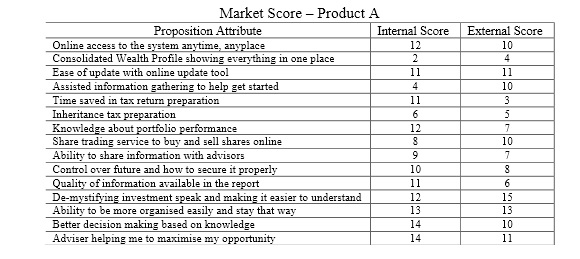 Market Score – Product A
Proposition Attribute Internal Score External Score
Online access to the system anytime, anyplace 12 10
Consolidated Wealth Profile showing everything in one place 2 4
Ease of update with online update tool 11 11
Assisted information gathering to help get started 4 10
Time saved in tax return preparation 11 3
Inheritance tax preparation 6 5
Knowledge about portfolio performance 12 7
Share trading service to buy and sell shares online 8 10
Ability to share information with advisors 9 7
Control over future and how to secure it properly 10 8
Quality of information available in the report 11 6
De-mystifying investment speak and making it easier to understand 12 15
Ability to be more organised easily and stay that way 13 13
Better decision making based on knowledge 14 10
Adviser helping me to maximise my opportunity 14 11